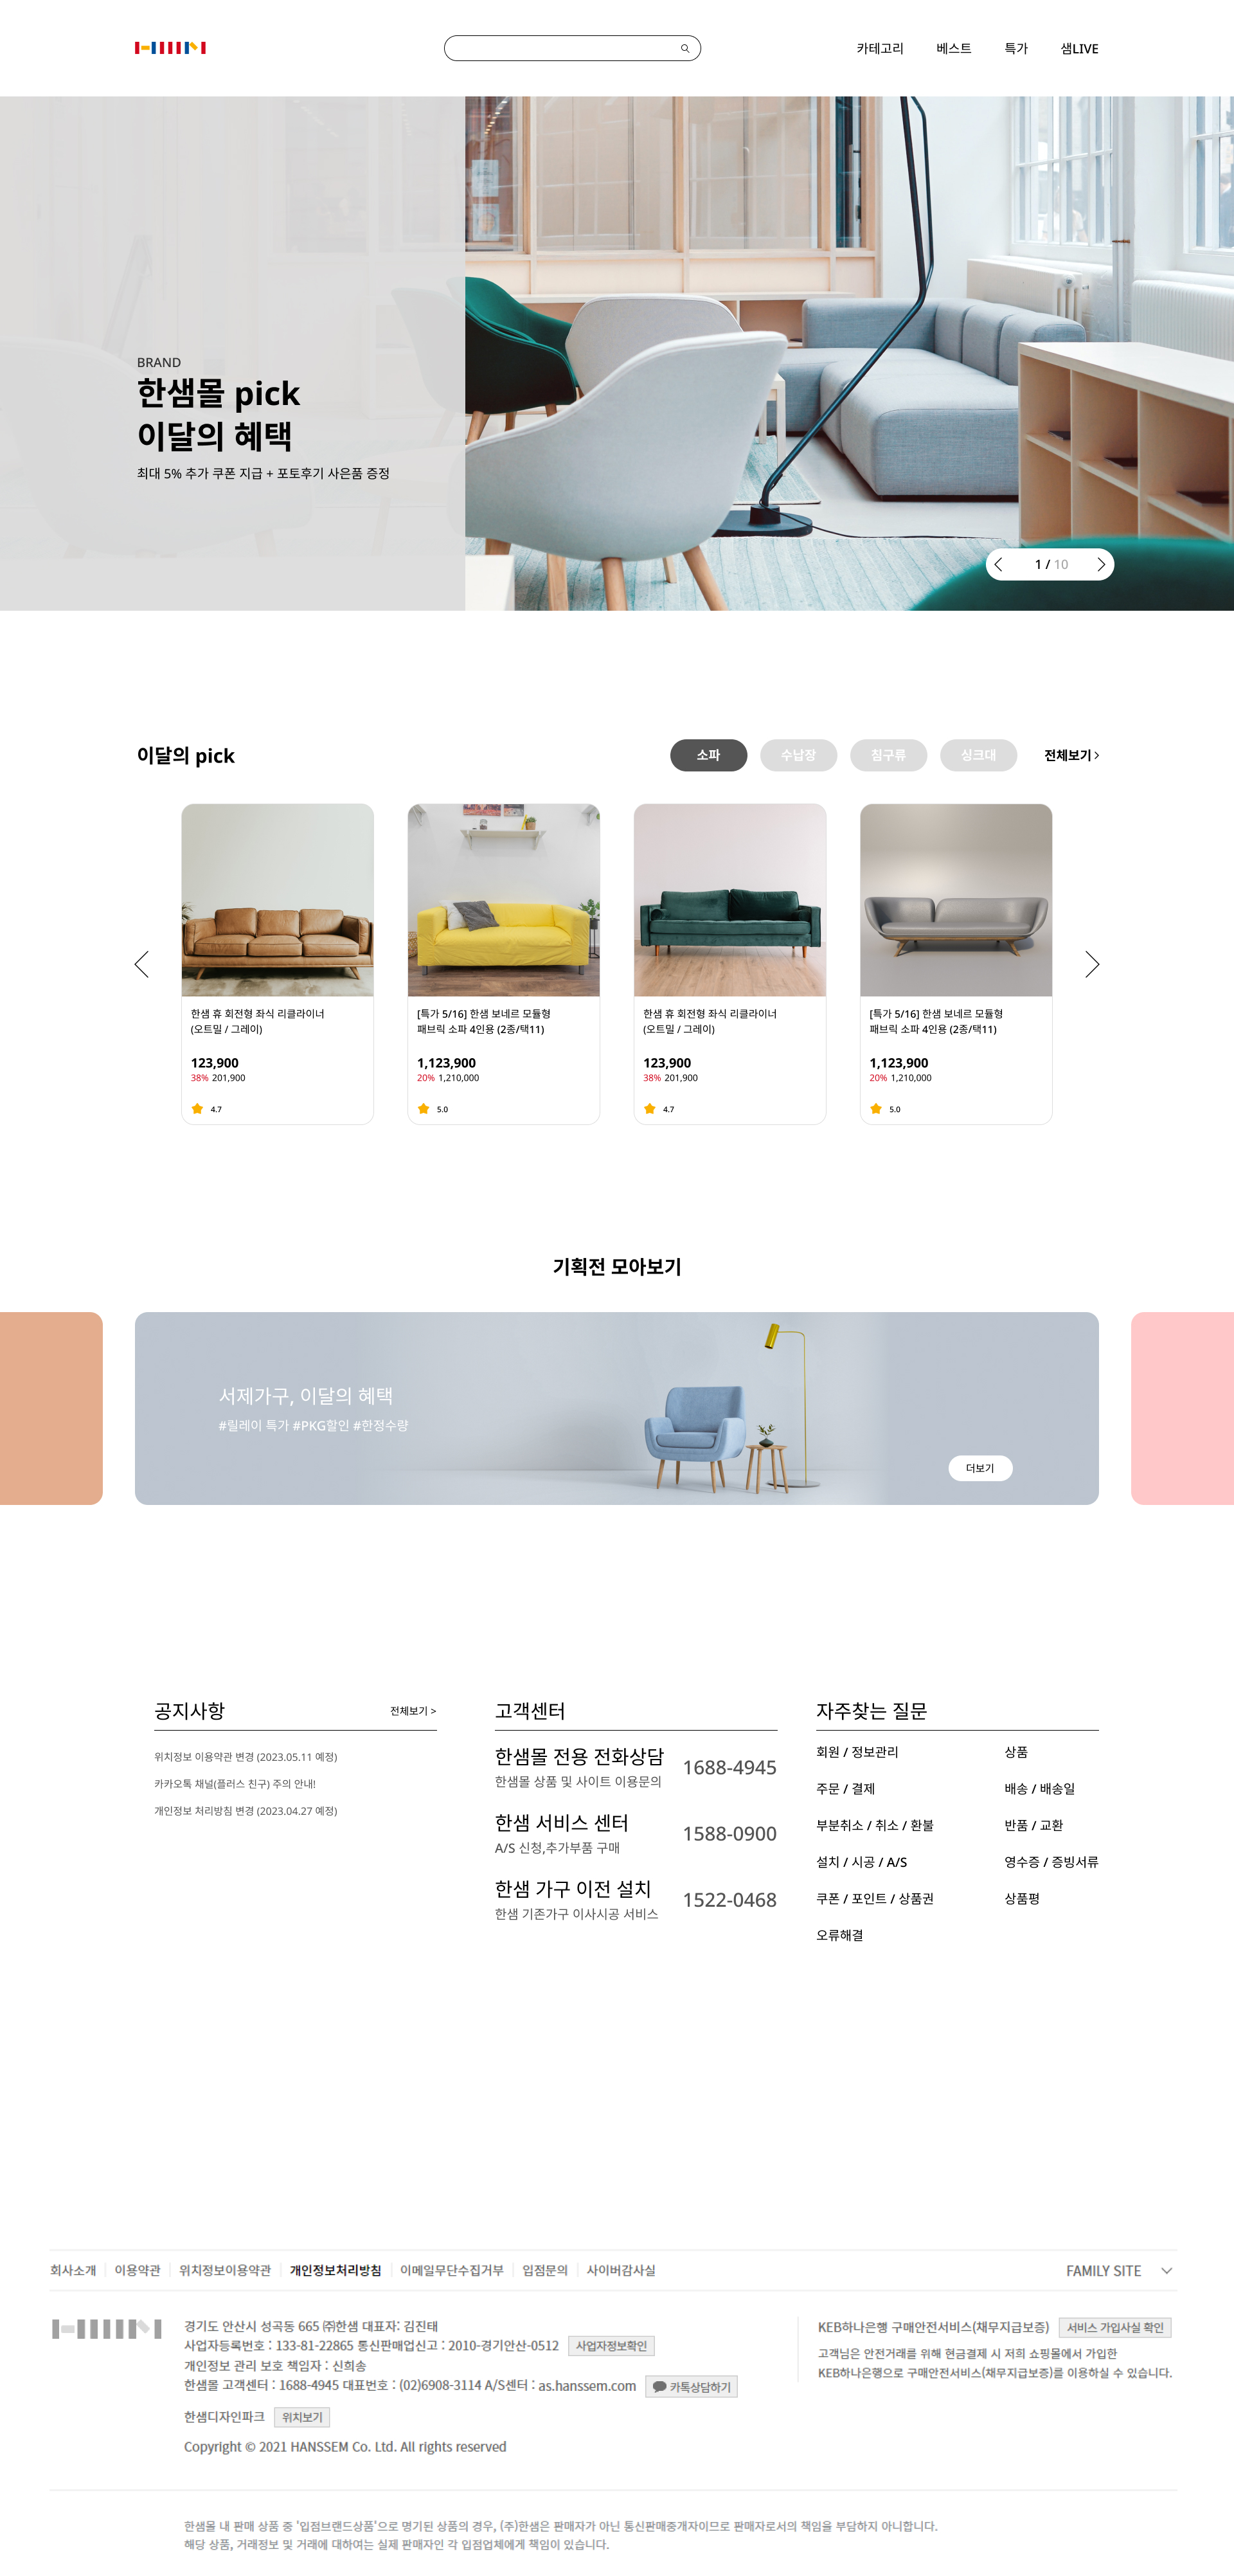 카테고리 베스트 특가 샘LIVE
BRAND
한샘몰 pick
이달의 혜택
최대 5% 추가 쿠폰 지급 + 포토후기 사은품 증정
1 / 10
이달의 pick
소파 수납장 침구류 싱크대 전체보기
한샘 휴 회전형 좌식 리클라이너
(오트밀 / 그레이)
123,900
38% 201,900
4.7
[특가 5/16] 한샘 보네르 모듈형
패브릭 소파 4인용 (2종/택11)
1,123,900
20% 1,210,000
5.0
한샘 휴 회전형 좌식 리클라이너
(오트밀 / 그레이)
123,900
38% 201,900
4.7
[특가 5/16] 한샘 보네르 모듈형
패브릭 소파 4인용 (2종/택11)
1,123,900
20% 1,210,000
5.0
기획전 모아보기
서제가구, 이달의 혜택
#릴레이 특가 #PKG할인 #한정수량
더보기
공지사항 전체보기 >
위치정보 이용약관 변경 (2023.05.11 예정)
카카오톡 채널(플러스 친구) 주의 안내!
개인정보 처리방침 변경 (2023.04.27 예정)
고객센터
한샘몰 전용 전화상담
한샘몰 상품 및 사이트 이용문의
1688-4945
한샘 서비스 센터
A/S 신청,추가부품 구매
1588-0900
한샘 가구 이전 설치
한샘 기존가구 이사시공 서비스
1522-0468
자주찾는 질문
회원 / 정보관리 상품
주문 / 결제 배송 / 배송일
부분취소 / 취소 / 환불 반품 / 교환
설치 / 시공 / A/S 영수증 / 증빙서류
쿠폰 / 포인트 / 상품권 상품평
오류해결
회사소개 이용약관 위치정보이용약관 개인정보처리방침 이메일무단수집거부 입점문의 사이버감사실 FAMILY SITE
경기도 안산시 성곡동 665 ㈜한샘 대표자: 김진태
사업자등록번호 : 133-81-22865 통신판매업신고 : 2010-경기안산-0512 사업자정보확인
개인정보 관리 보호 책임자 : 신희송
한샘몰 고객센터 : 1688-4945 대표번호 : (02)6908-3114 A/S센터 : as.hanssem.com 카톡상담하기
한샘디자인파크 위치보기
Copyright © 2021 HANSSEM Co. Ltd. All rights reserved
KEB하나은행 구매안전서비스(채무지급보증) 서비스 가입사실 확인
고객님은 안전거래를 위해 현금결제 시 저희 쇼핑몰에서 가입한
KEB하나은행으로 구매안전서비스(채무지급보증)를 이용하실 수 있습니다.
한샘몰 내 판매 상품 중 '입점브랜드상품'으로 명기된 상품의 경우, (주)한샘은 판매자가 아닌 통신판매중개자이므로 판매자로서의 책임을 부담하지 아니합니다.
해당 상품, 거래정보 및 거래에 대하여는 실제 판매자인 각 입점업체에게 책임이 있습니다.